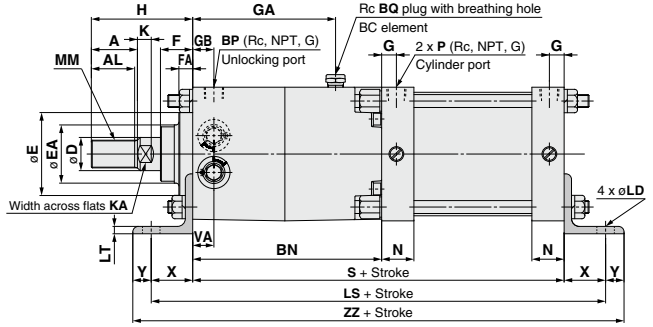 H
GA
Rc BQ plug with breathing hole
K
BC element
A
F
GB
BP (Rc, NPT, G)
G
2 x P (Rc, NPT, G)
G
MM
AL
FA
Unlocking port
Cylinder port
øE
øEA
øD
Width across flats KA
4 x øLD
LT
VA
Y
X
BN
N
N
S + Stroke
X
Y
LS + Stroke
ZZ + Stroke